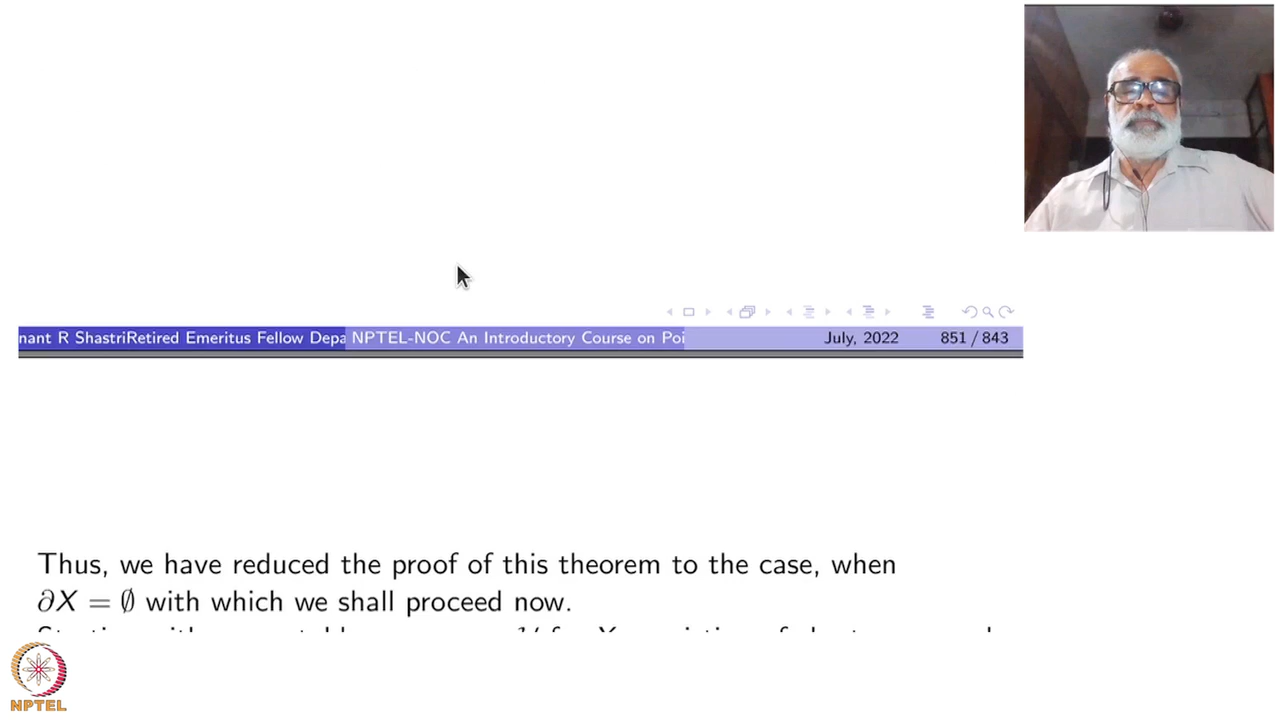 nant R ShastriRetired Emeritus Fellow Depa NPTEL-NOC An Introductory Course on Poi July, 2022 851 / 843
Thus, we have reduced the proof of this theorem to the case, when
∂X = ∅ with which we shall proceed now.
NPTEL